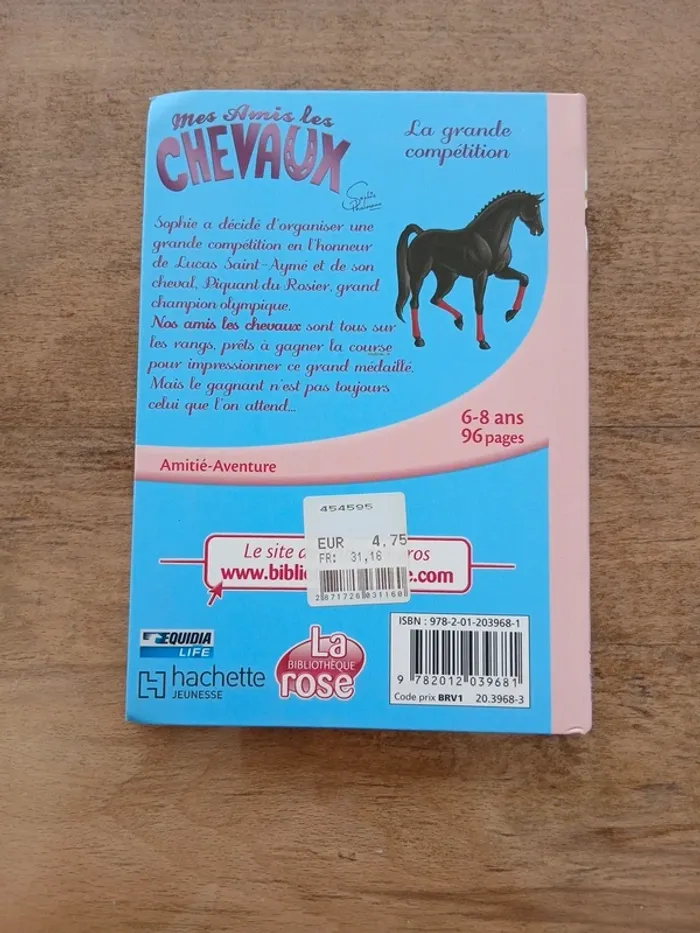 Mes Amis les
CHEVAUX
La grande
compétition
Sophie a décidé d'organiser une
grande compétition en l'honneur
de Lucas Saint-Aymé et de son
cheval, Piquant du Rosier, grand
champion olympique.
Nos amis les chevaux sont tous sur
les rangs, prêts à gagner la course
pour impressionner ce grand médaillé.
Mais le gagnant n'est pas toujours
celui que l'on attend...
6-8 ans
96 pages
Amitié-Aventure
454595
EUR 4,75
FR: 31,16
2 871726 031160
Le site d ros
www.bibli e.com
EQUIDIA
LIFE
hachette
JEUNESSE
La
BIBLIOTHÈQUE
rose
ISBN : 978-2-01-203968-1
9 782012 039681
Code prix BRV1 20.3968-3